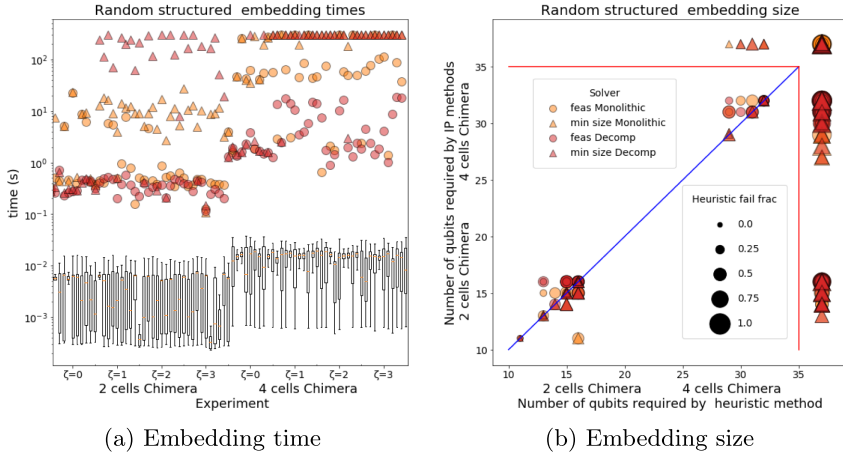 Random structured  embedding times
10²
10¹
10⁰
10⁻¹
10⁻²
10⁻³
time (s)
ζ=0 ζ=1 ζ=2 ζ=3 ζ=0 ζ=1 ζ=2 ζ=3
2 cells Chimera 4 cells Chimera
Experiment
(a) Embedding time
Random structured  embedding size
Number of qubits required by IP methods
2 cells Chimera 4 cells Chimera
35
30
25
20
15
10
Solver
feas Monolithic
min size Monolithic
feas Decomp
min size Decomp
Heuristic fail frac
0.0
0.25
0.5
0.75
1.0
10 15 20 25 30 35
2 cells Chimera 4 cells Chimera
Number of qubits required by  heuristic method
(b) Embedding size